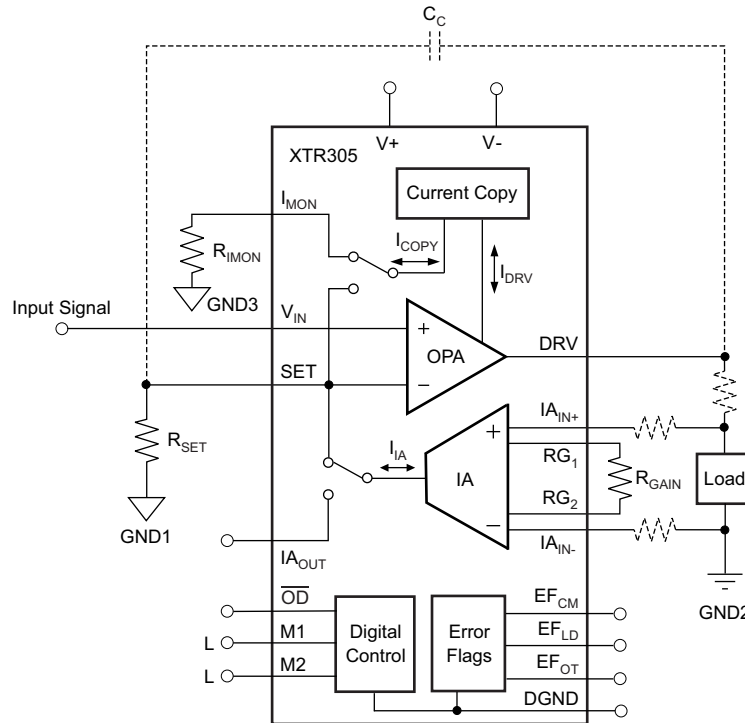 C_C
V+
V-
XTR305
I_MON
Current Copy
R_IMON
I_COPY
I_DRV
GND3
Input Signal
V_IN
+
OPA
DRV
SET
−
IA_IN+
R_SET
I_IA
+
RG_1
IA
R_GAIN
Load
RG_2
−
GND1
IA_OUT
IA_IN-
GND2
OD
EF_CM
L
M1
Digital
Control
Error
Flags
EF_LD
L
M2
EF_OT
DGND